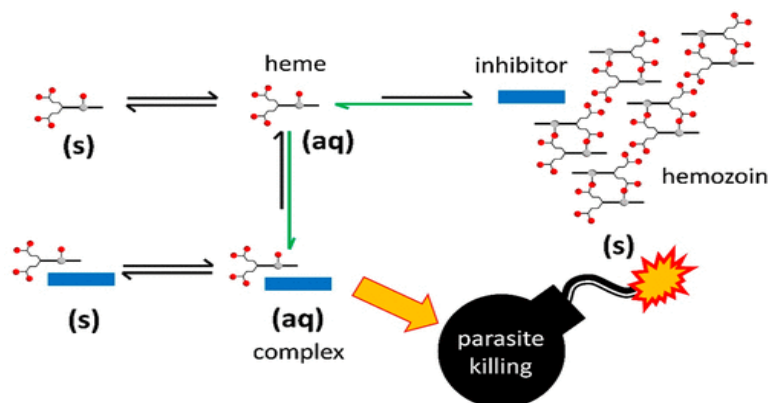 heme
inhibitor
(s)
(aq)
hemozoin
(s)
(s)
(aq)
complex
parasite
killing